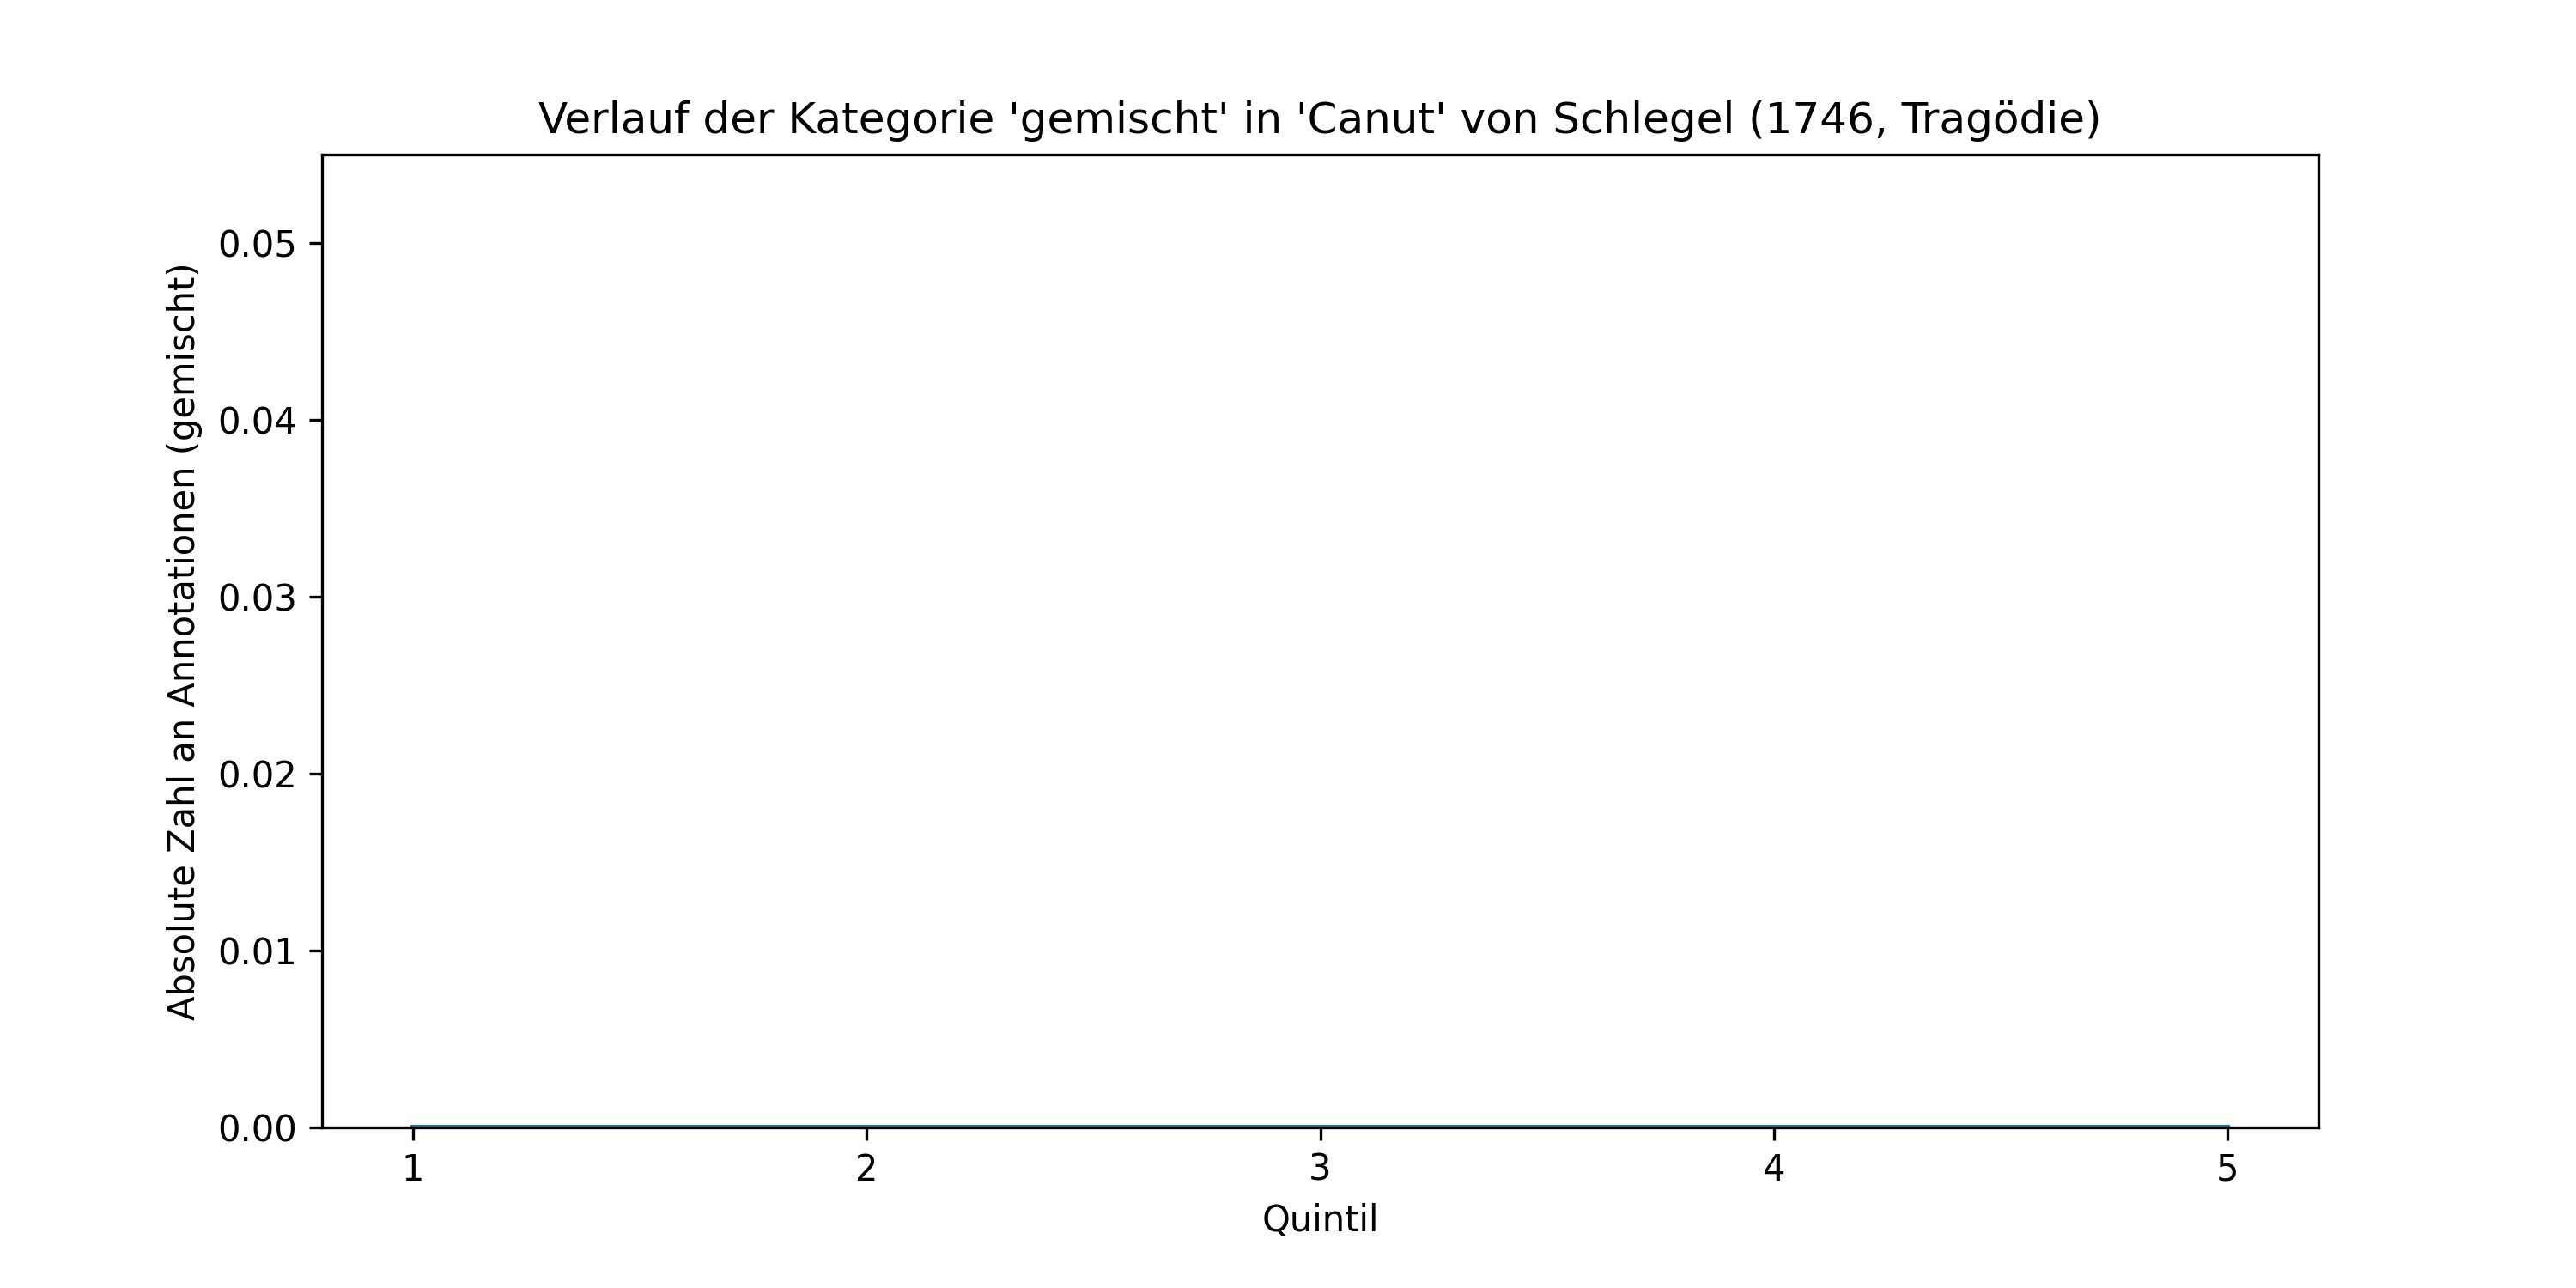 Verlauf der Kategorie 'gemischt' in 'Canut' von Schlegel (1746, Tragödie)
Absolute Zahl an Annotationen (gemischt)
0.05
0.04
0.03
0.02
0.01
0.00
1 2 3 4 5
Quintil